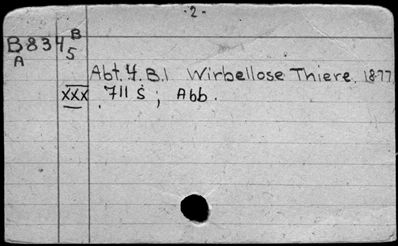 -2-
B834 B
A 5
Abt. 4. B.1 Wirbellose Thiere. 1877
xxx 711 S; Abb.